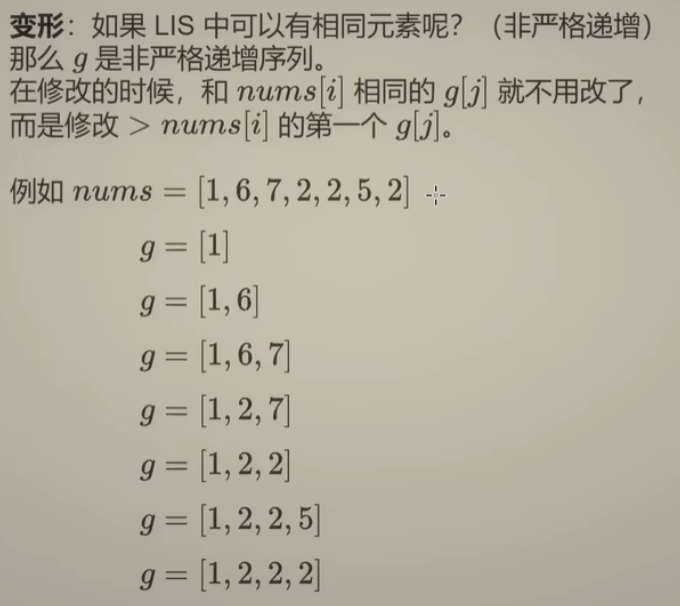 变形：如果 LIS 中可以有相同元素呢？（非严格递增）
那么 g 是非严格递增序列。
在修改的时候，和 nums[i] 相同的 g[j] 就不用改了，
而是修改 > nums[i] 的第一个 g[j]。
例如 nums = [1, 6, 7, 2, 2, 5, 2]
g = [1]
g = [1, 6]
g = [1, 6, 7]
g = [1, 2, 7]
g = [1, 2, 2]
g = [1, 2, 2, 5]
g = [1, 2, 2, 2]